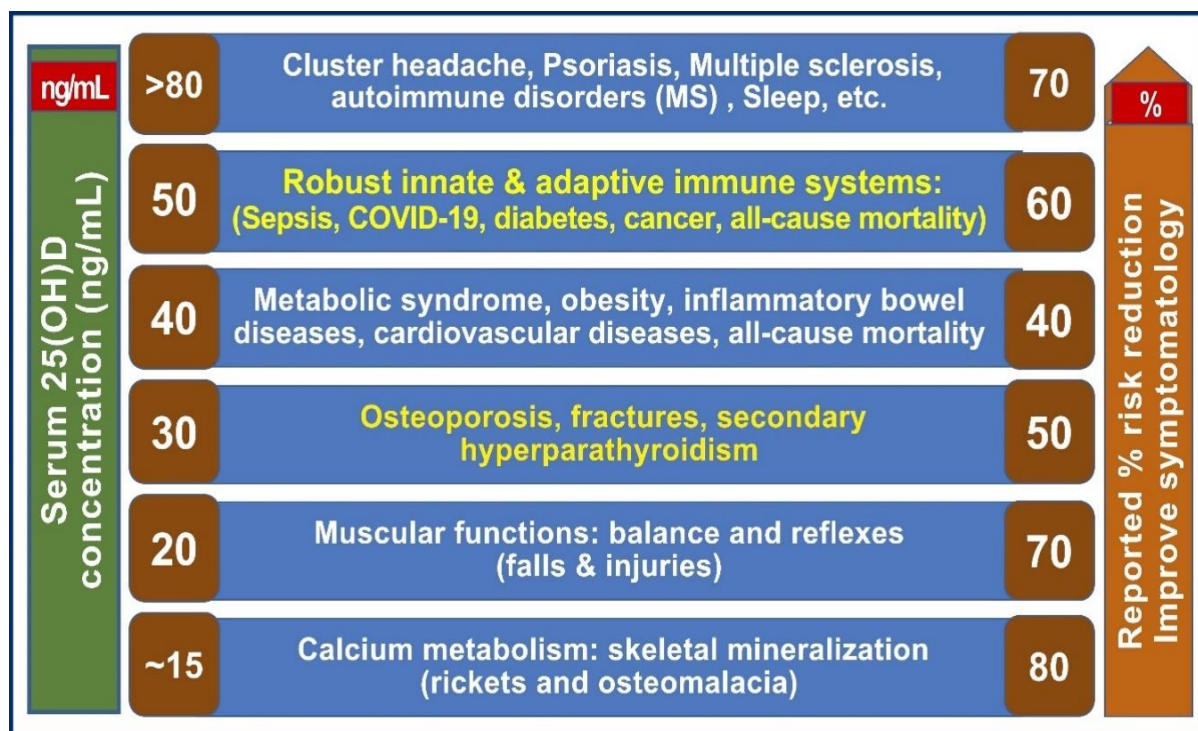 ng/mL
Serum 25(OH)D
concentration (ng/mL)
>80
Cluster headache, Psoriasis, Multiple sclerosis,
autoimmune disorders (MS) , Sleep, etc.
70
50
Robust innate & adaptive immune systems:
(Sepsis, COVID-19, diabetes, cancer, all-cause mortality)
60
40
Metabolic syndrome, obesity, inflammatory bowel
diseases, cardiovascular diseases, all-cause mortality
40
30
Osteoporosis, fractures, secondary
hyperparathyroidism
50
20
Muscular functions: balance and reflexes
(falls & injuries)
70
~15
Calcium metabolism: skeletal mineralization
(rickets and osteomalacia)
80
%
Reported % risk reduction
Improve symptomatology